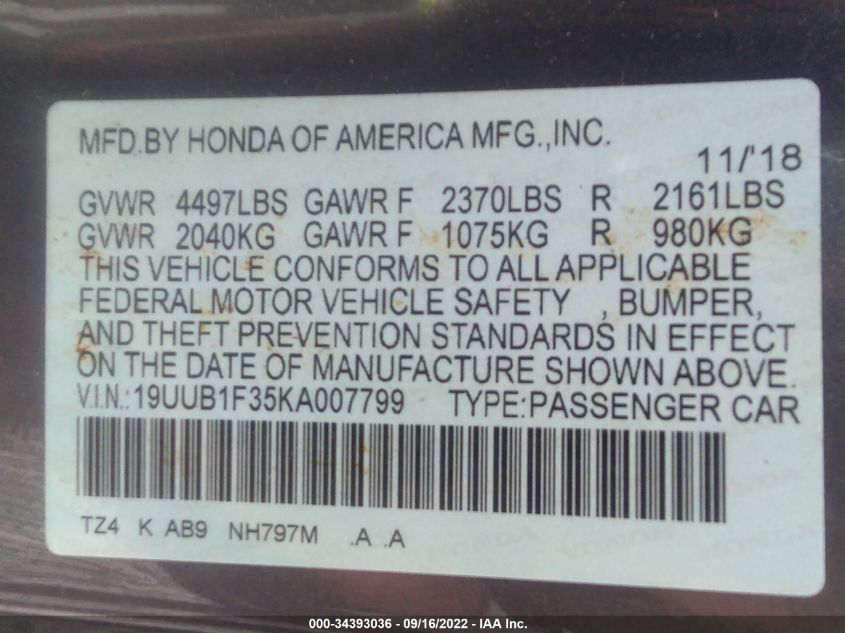 MFD.BY HONDA OF AMERICA MFG.,INC.
11/'18
GVWR 4497LBS GAWR F 2370LBS R 2161LBS
GVWR 2040KG GAWR F 1075KG R 980KG
THIS VEHICLE CONFORMS TO ALL APPLICABLE
FEDERAL MOTOR VEHICLE SAFETY , BUMPER,
AND THEFT PREVENTION STANDARDS IN EFFECT
ON THE DATE OF MANUFACTURE SHOWN ABOVE.
V.I.N.:19UUB1F35KA007799 TYPE:PASSENGER CAR
TZ4 K AB9 NH797M .A .A
000-34393036 - 09/16/2022 - IAA Inc.